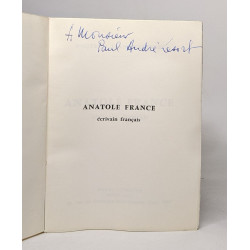 A Monsieur
Paul André Lesort
ANATOLE FRANCE
écrivain français